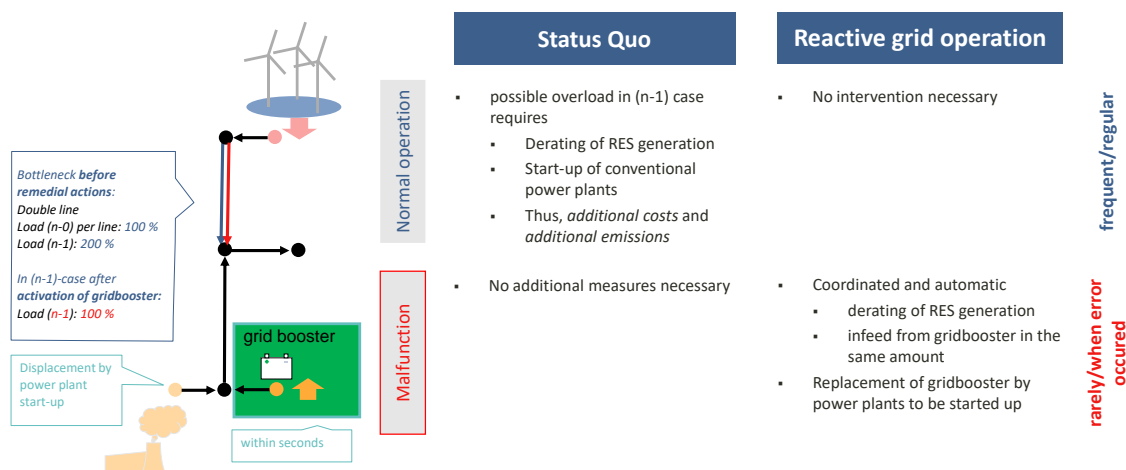 Status Quo
Reactive grid operation
Normal operation
possible overload in (n-1) case
requires
Derating of RES generation
Start-up of conventional
power plants
Thus, additional costs and
additional emissions
No intervention necessary
frequent/regular
Bottleneck before
remedial actions:
Double line
Load (n-0) per line: 100 %
Load (n-1): 200 %
In (n-1)-case after
activation of gridbooster:
Load (n-1): 100 %
Malfunction
No additional measures necessary
Coordinated and automatic
derating of RES generation
infeed from gridbooster in the
same amount
Replacement of gridbooster by
power plants to be started up
rarely/when error
occured
grid booster
Displacement by
power plant
start-up
within seconds